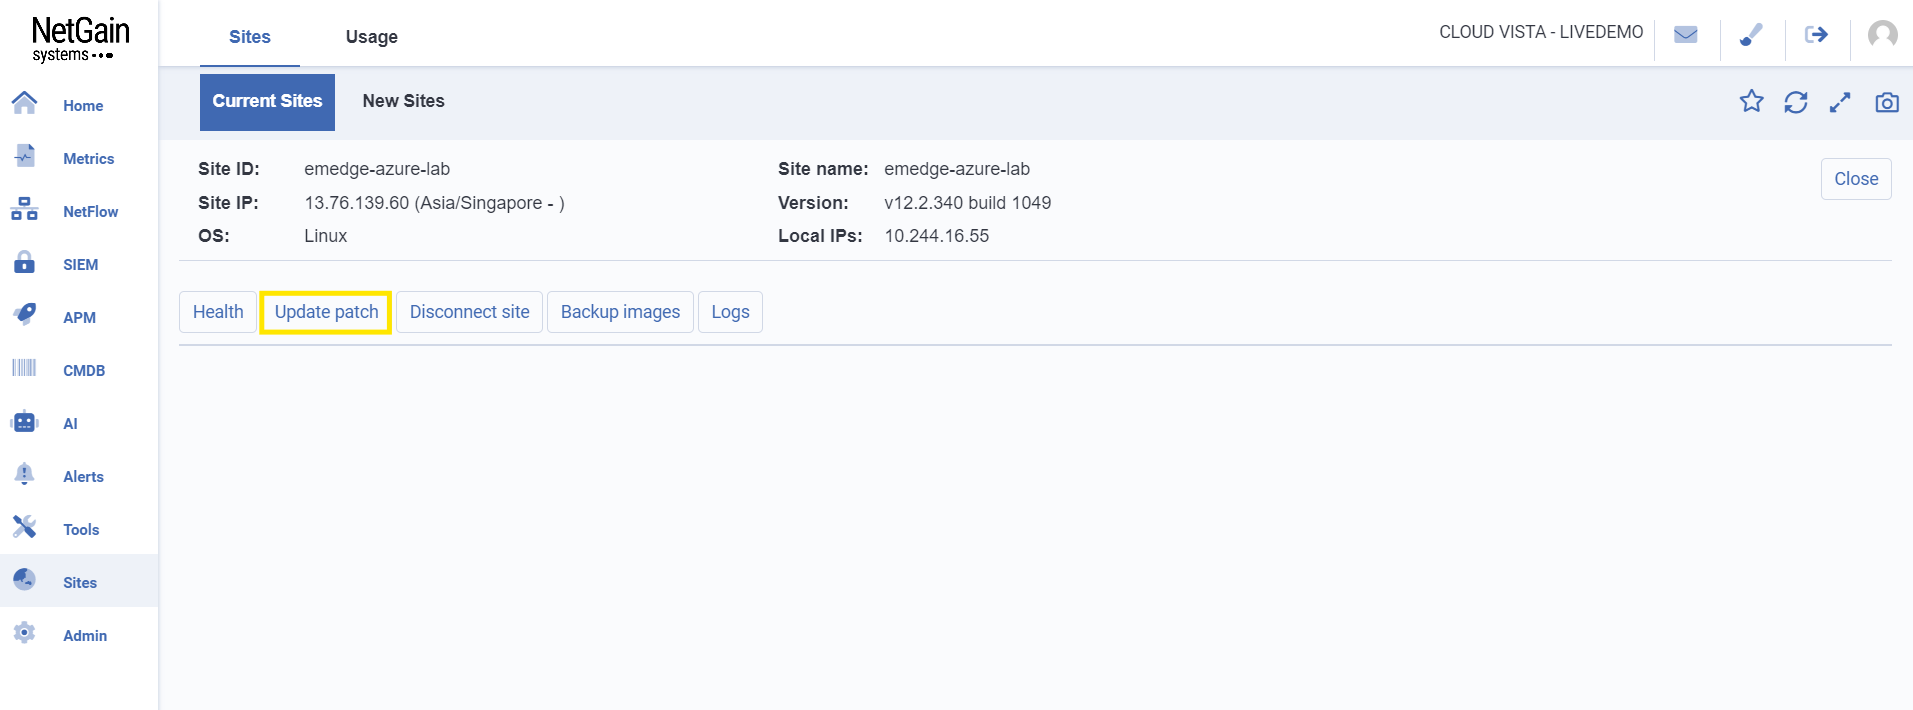 NetGain
systems
Sites Usage
CLOUD VISTA - LIVEDEMO
Current Sites New Sites
Home
Metrics
NetFlow
SIEM
APM
CMDB
AI
Alerts
Tools
Sites
Admin
Site ID: emedge-azure-lab Site name: emedge-azure-lab
Close
Site IP: 13.76.139.60 (Asia/Singapore - ) Version: v12.2.340 build 1049
OS: Linux Local IPs: 10.244.16.55
Health Update patch Disconnect site Backup images Logs